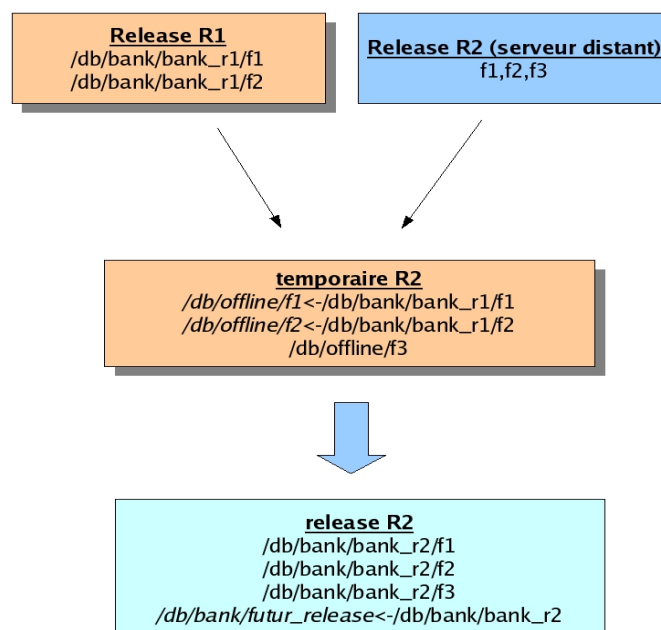 Release R1
/db/bank/bank_r1/f1
/db/bank/bank_r1/f2
Release R2 (serveur distant)
f1,f2,f3
temporaire R2
/db/offline/f1<-/db/bank/bank_r1/f1
/db/offline/f2<-/db/bank/bank_r1/f2
/db/offline/f3
release R2
/db/bank/bank_r2/f1
/db/bank/bank_r2/f2
/db/bank/bank_r2/f3
/db/bank/futur_release<-/db/bank/bank_r2